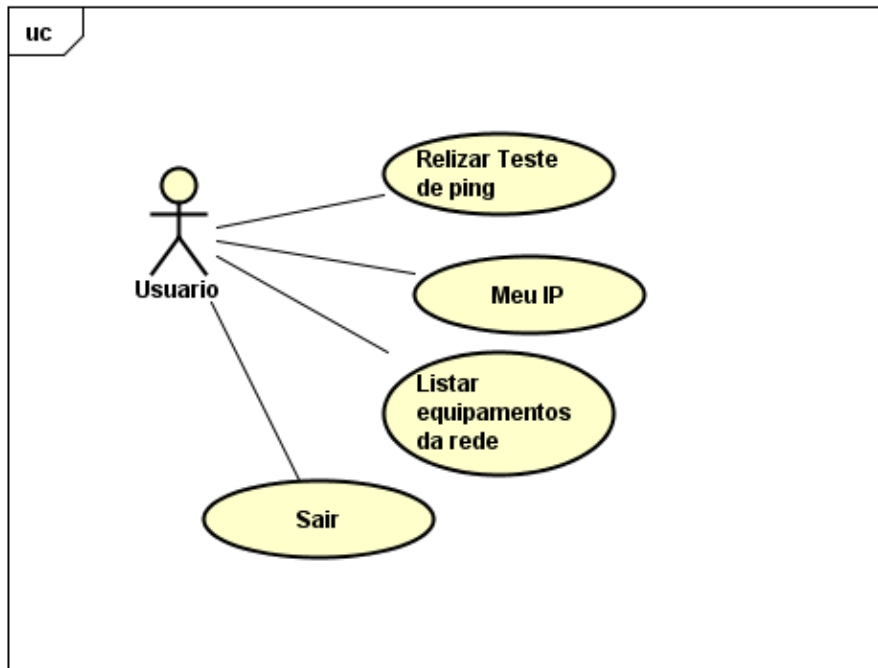 uc
Relizar Teste
de ping
Usuario
Meu IP
Listar
equipamentos
da rede
Sair